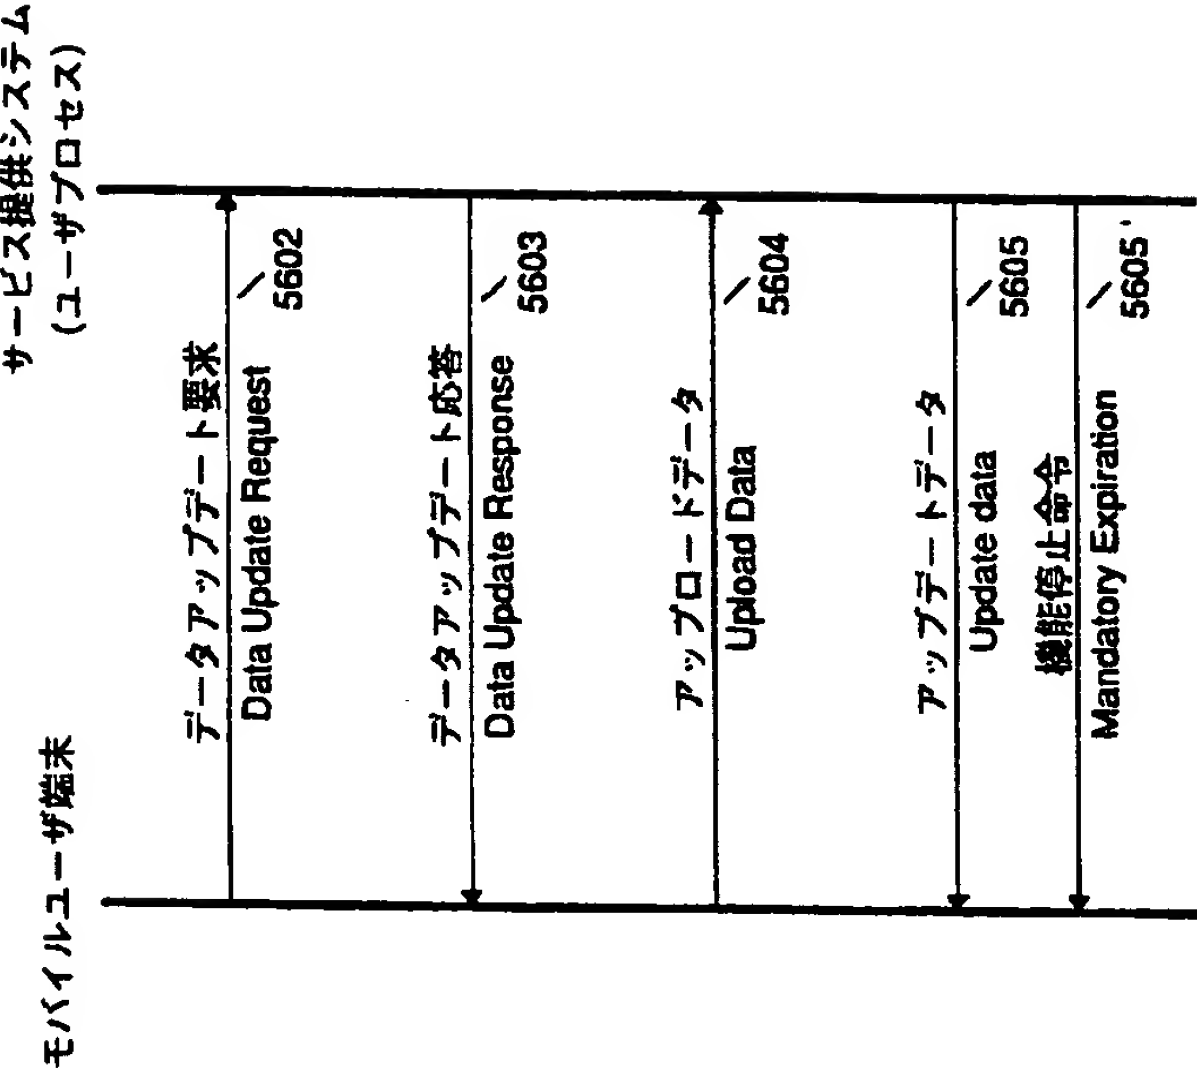 モバイルユーザ端末
サービス提供システム
(ユーザプロセス)
データアップデート要求
Data Update Request
5602
データアップデート応答
Data Update Response
5603
アップロードデータ
Upload Data
5604
アップデートデータ
Update data
5605
機能停止命令
Mandatory Expiration
5605'